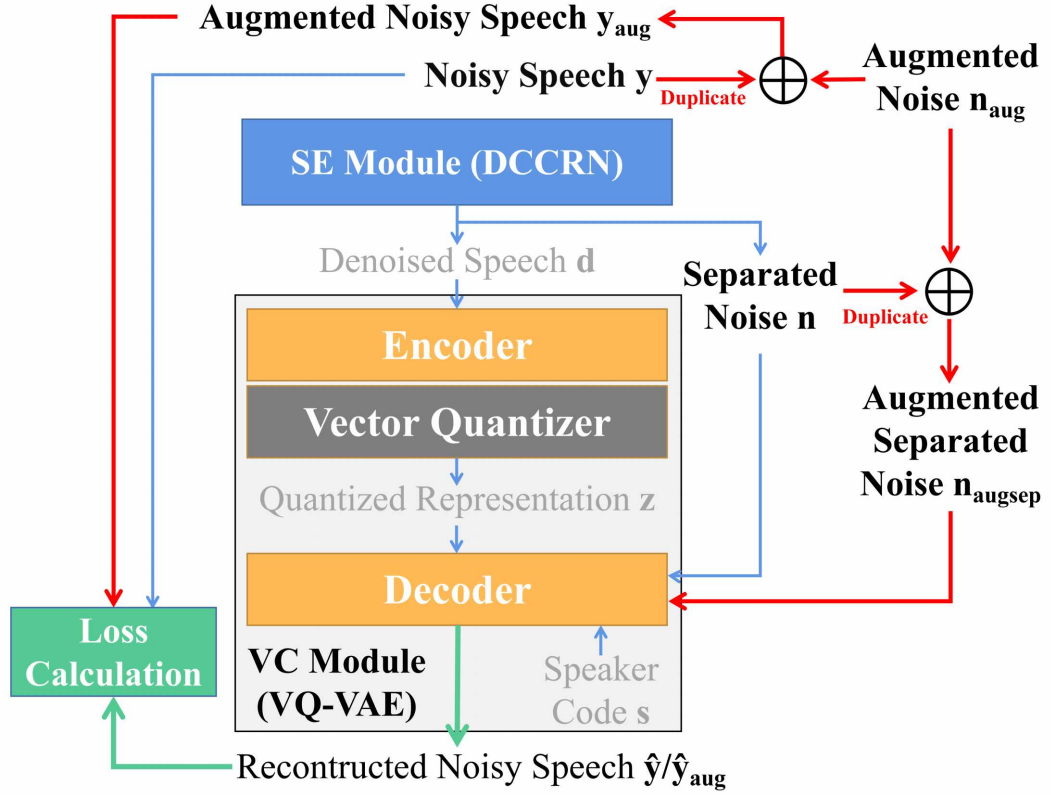 Augmented Noisy Speech y_aug
Noisy Speech y
Duplicate
Augmented
Noise n_aug
SE Module (DCCRN)
Denoised Speech d
Separated
Noise n
Duplicate
Encoder
Vector Quantizer
Augmented
Separated
Noise n_augsep
Quantized Representation z
Decoder
Loss
Calculation
VC Module
(VQ-VAE)
Speaker
Code s
Recontructed Noisy Speech ŷ/ŷ_aug